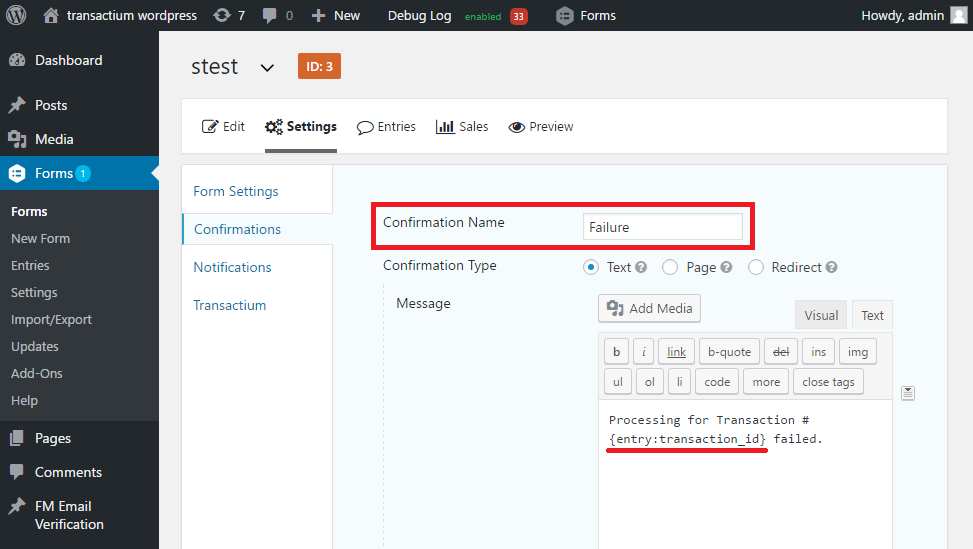 transactium wordpress 7 0 New Debug Log enabled 33 Forms Howdy, admin
Dashboard
Posts
Media
Forms 1
Forms
New Form
Entries
Settings
Import/Export
Updates
Add-Ons
Help
Pages
Comments
FM Email
Verification
stest ID: 3
Edit Settings Entries Sales Preview
Form Settings
Confirmations
Notifications
Transactium
Confirmation Name Failure
Confirmation Type Text Page Redirect
Message Add Media Visual Text
b i link b-quote del ins img
ul ol li code more close tags
Processing for Transaction #
{entry:transaction_id} failed.